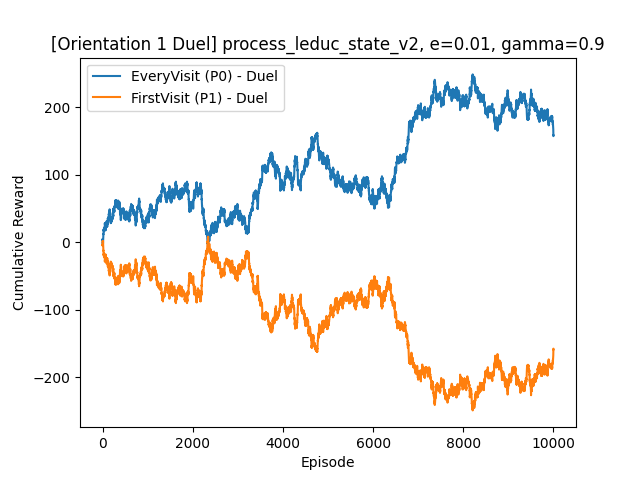 [Orientation 1 Duel] process_leduc_state_v2, e=0.01, gamma=0.9
EveryVisit (P0) - Duel
FirstVisit (P1) - Duel
Cumulative Reward
200
100
0
−100
−200
0 2000 4000 6000 8000 10000
Episode